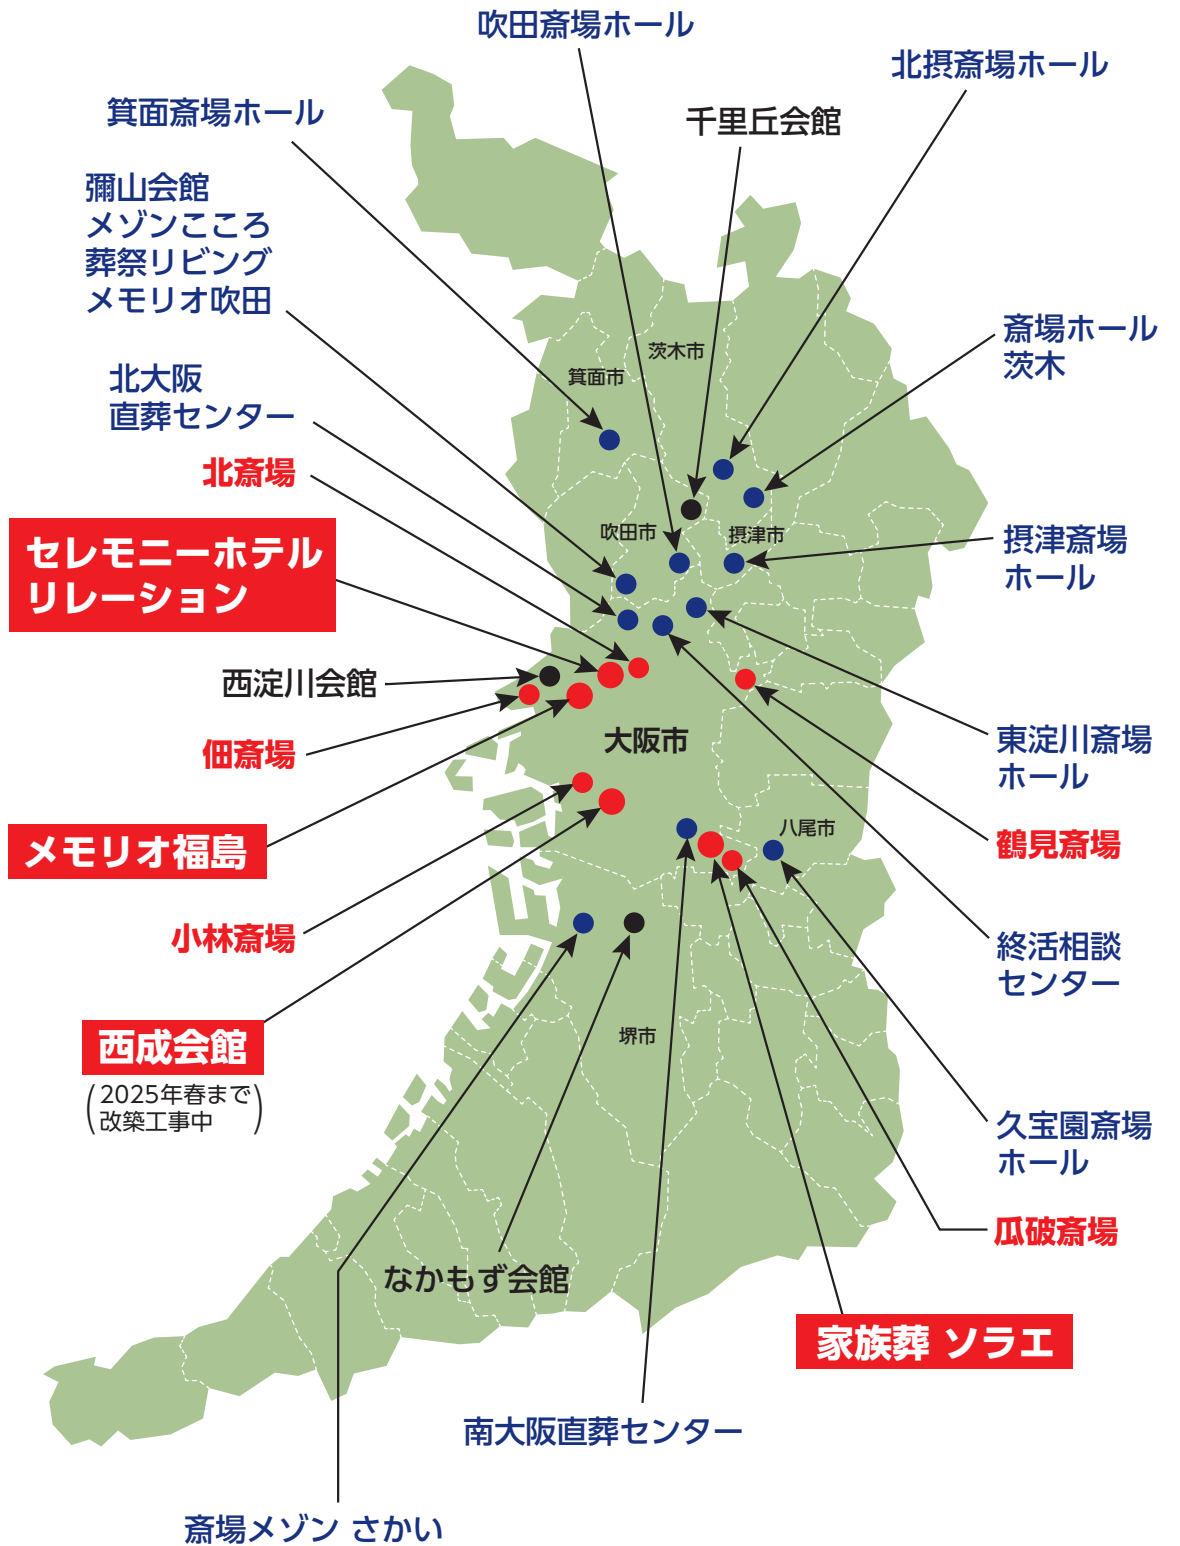 吹田斎場ホール
北摂斎場ホール
箕面斎場ホール
千里丘会館
彌山会館
メゾンこころ
葬祭リビング
メモリオ吹田
斎場ホール
茨木
茨木市
箕面市
北大阪
直葬センター
北斎場
吹田市
摂津市
摂津斎場
ホール
セレモニーホテル
リレーション
西淀川会館
佃斎場
大阪市
東淀川斎場
ホール
メモリオ福島
八尾市
鶴見斎場
小林斎場
終活相談
センター
西成会館
(2025年春まで
改築工事中)
堺市
久宝園斎場
ホール
瓜破斎場
なかもず会館
家族葬 ソラエ
南大阪直葬センター
斎場メゾン さかい